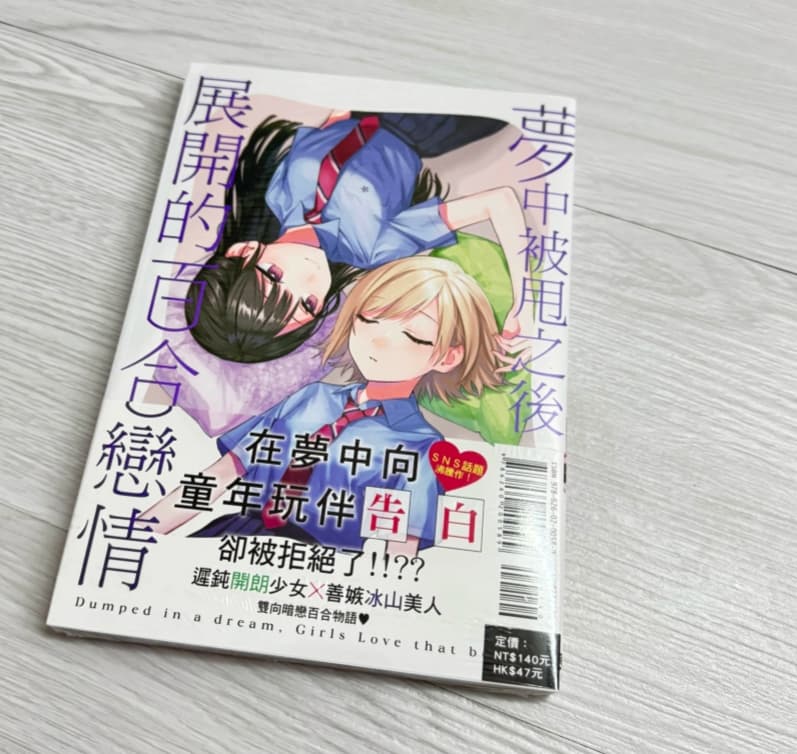 夢中被甩之後
展開的百合戀情
在夢中向
童年玩伴告白
SNS話題
沸騰作!
卻被拒絕了!!??
遲鈍開朗少女×善嫉冰山美人
雙向暗戀百合物語♥
Dumped in a dream, Girls Love that b
定價:
NT$140元
HK$47元